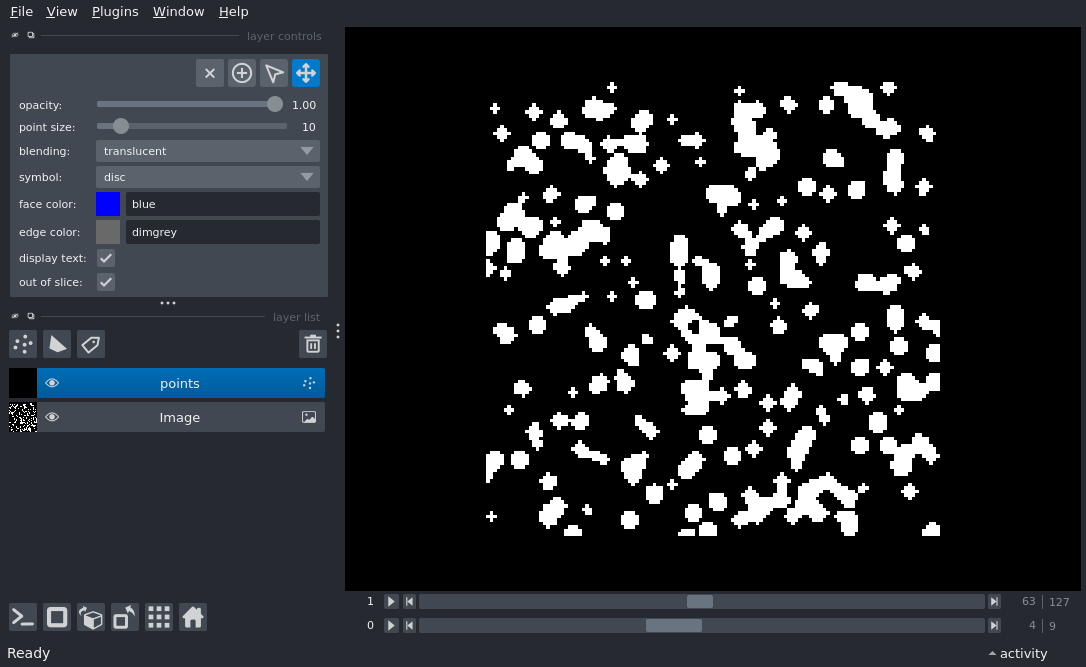 File View Plugins Window Help
layer controls
opacity: 1.00
point size: 10
blending: translucent
symbol: disc
face color: blue
edge color: dimgrey
display text:
out of slice:
layer list
points
Image
1 63 | 127
0 4 | 9
Ready activity